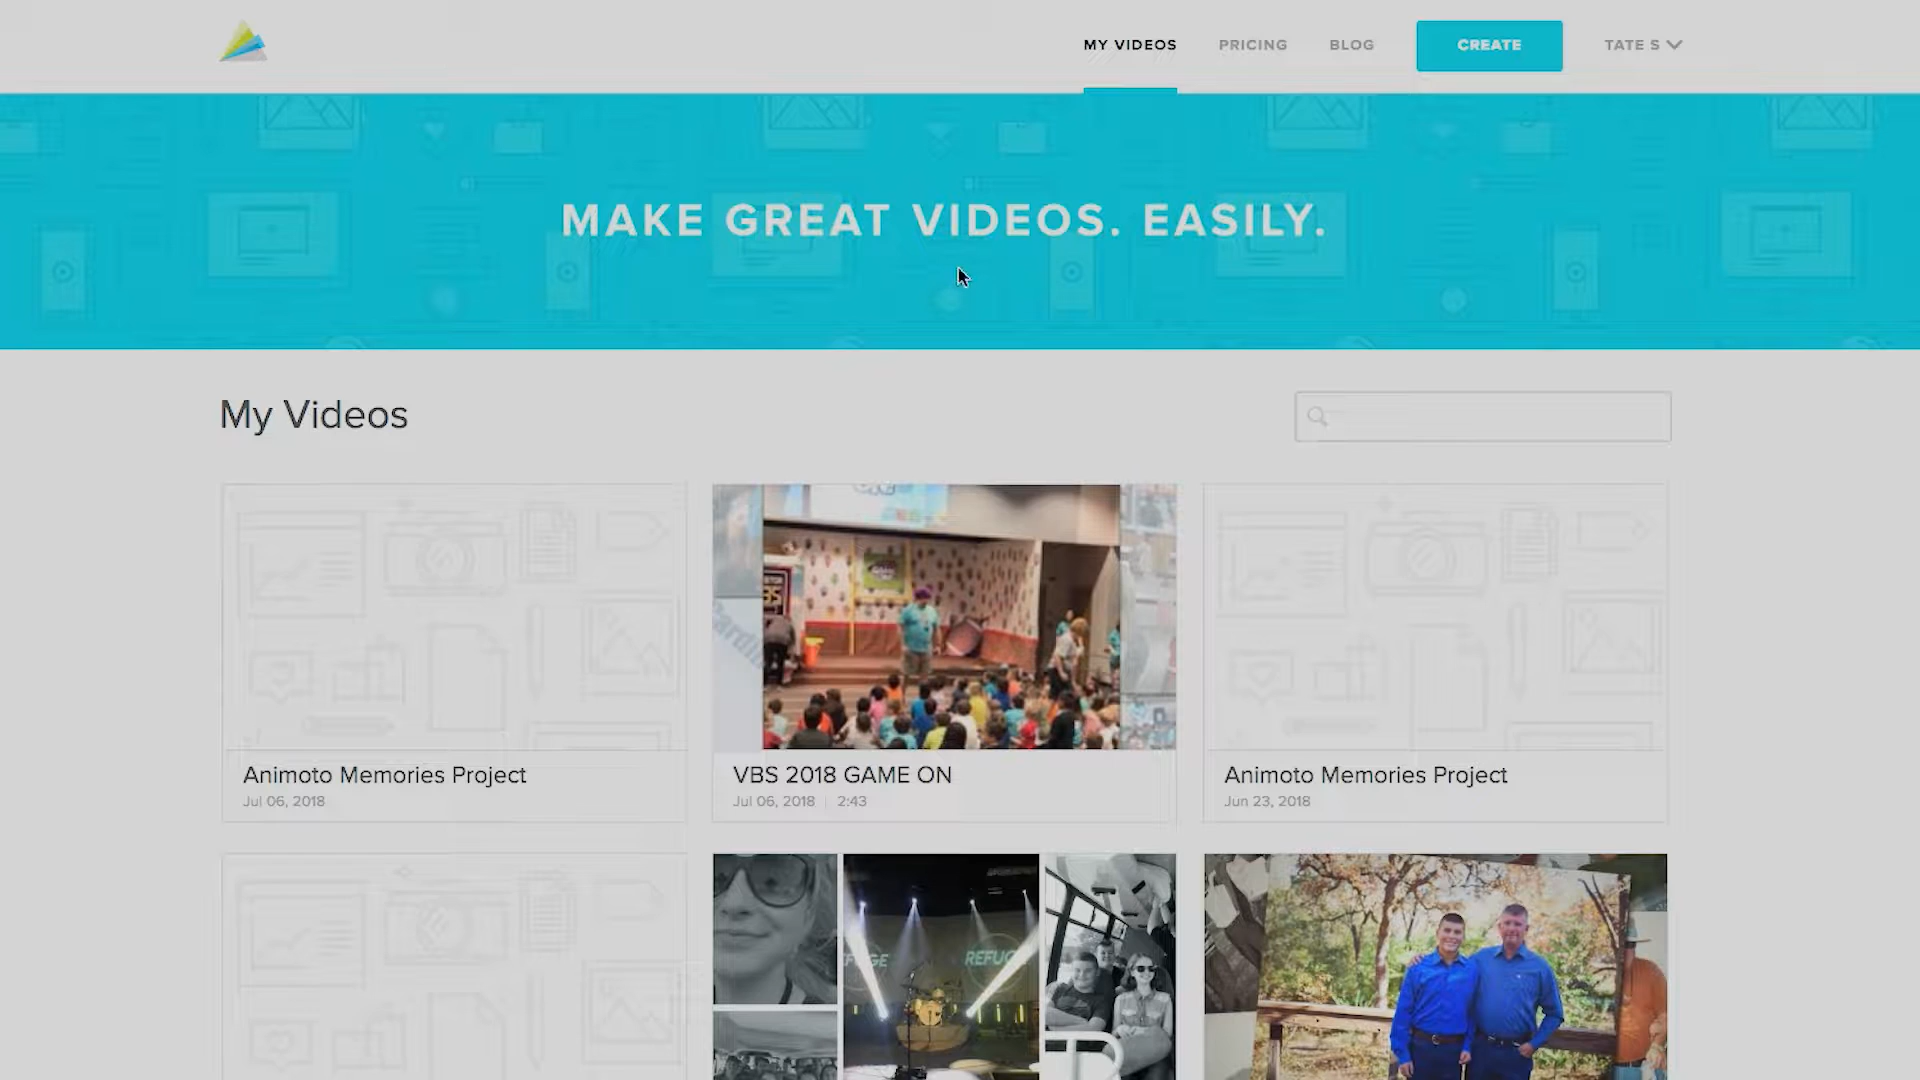 MY VIDEOS
PRICING
BLOG
CREATE
TATE S
MAKE GREAT VIDEOS. EASILY.
My Videos
Animoto Memories Project
Jul 06, 2018
VBS 2018 GAME ON
Jul 06, 2018 | 2:43
Animoto Memories Project
Jun 23, 2018